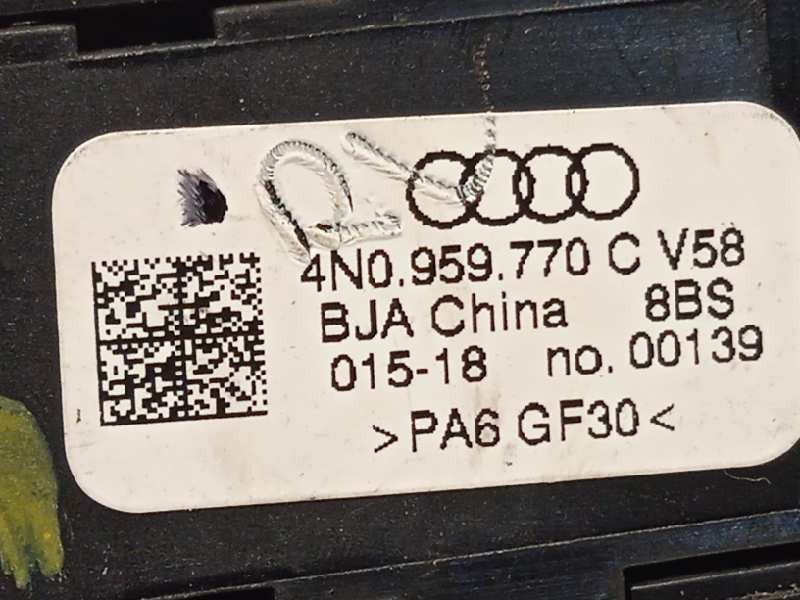 4N0.959.770 C V58
BJA China 8BS
015-18 no. 00139
>PA6 GF30<